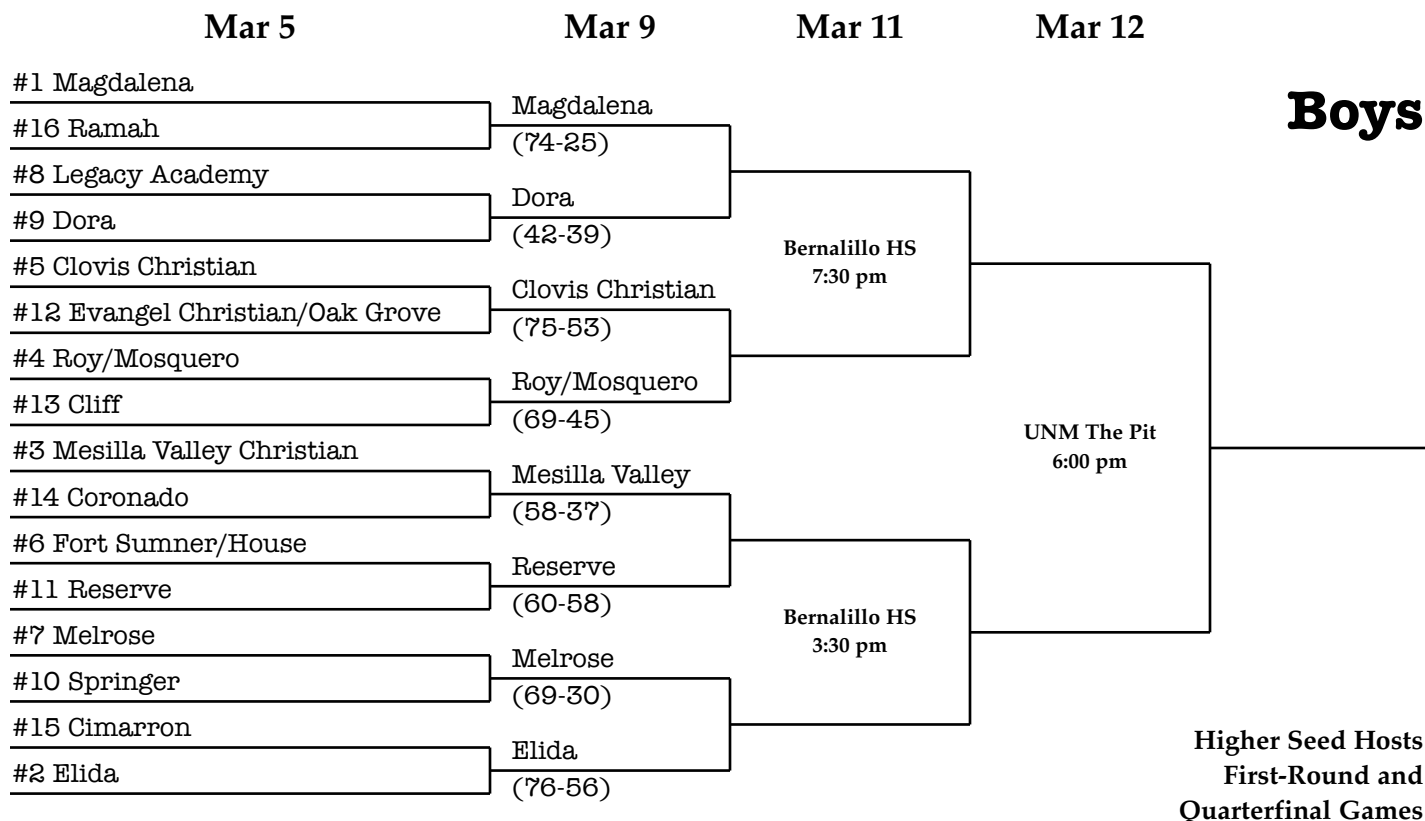 Mar 5 Mar 9 Mar 11 Mar 12
Boys
#1 Magdalena
#16 Ramah
#8 Legacy Academy
#9 Dora
#5 Clovis Christian
#12 Evangel Christian/Oak Grove
#4 Roy/Mosquero
#13 Cliff
#3 Mesilla Valley Christian
#14 Coronado
#6 Fort Sumner/House
#11 Reserve
#7 Melrose
#10 Springer
#15 Cimarron
#2 Elida
Magdalena
(74-25)
Dora
(42-39)
Clovis Christian
(75-53)
Roy/Mosquero
(69-45)
Mesilla Valley
(58-37)
Reserve
(60-58)
Melrose
(69-30)
Elida
(76-56)
Bernalillo HS
7:30 pm
Bernalillo HS
3:30 pm
UNM The Pit
6:00 pm
Higher Seed Hosts
First-Round and
Quarterfinal Games